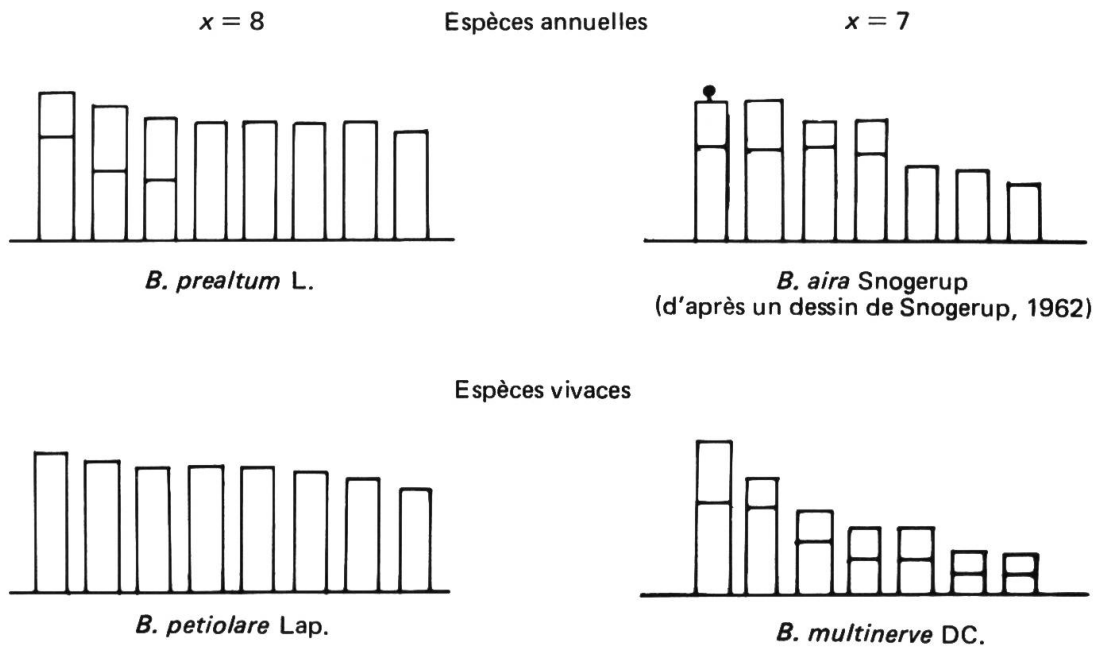 x = 8
Espèces annuelles
x = 7
B. prealtum L.
B. aira Snogerup
(d'après un dessin de Snogerup, 1962)
Espèces vivaces
B. petiolare Lap.
B. multinerve DC.